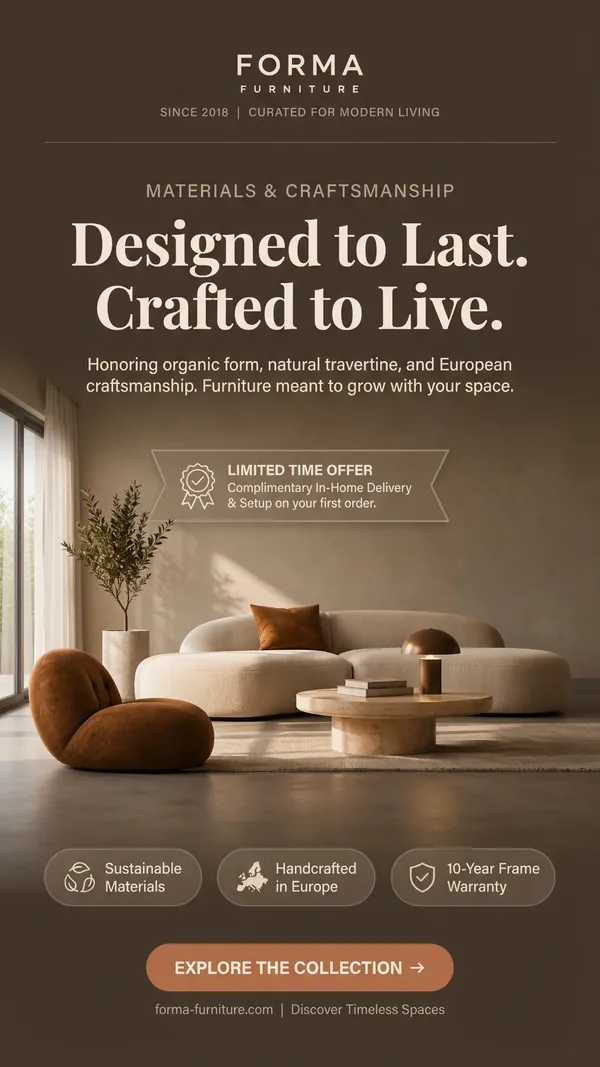 FORMA
FURNITURE
SINCE 2018 | CURATED FOR MODERN LIVING
MATERIALS & CRAFTSMANSHIP
Designed to Last.
Crafted to Live.
Honoring organic form, natural travertine, and European
craftsmanship. Furniture meant to grow with your space.
LIMITED TIME OFFER
Complimentary In-Home Delivery
& Setup on your first order.
Sustainable
Materials
Handcrafted
in Europe
10-Year Frame
Warranty
EXPLORE THE COLLECTION →
forma-furniture.com | Discover Timeless Spaces